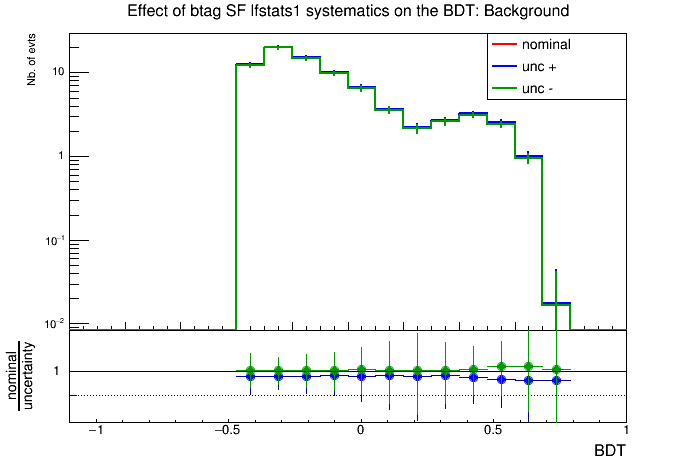 Effect of btag SF lfstats1 systematics on the BDT: Background
Nb. of evts
10
1
10⁻¹
10⁻²
nominal
unc +
unc -
nominal
uncertainty
1
−1
−0.5
0
0.5
1
BDT